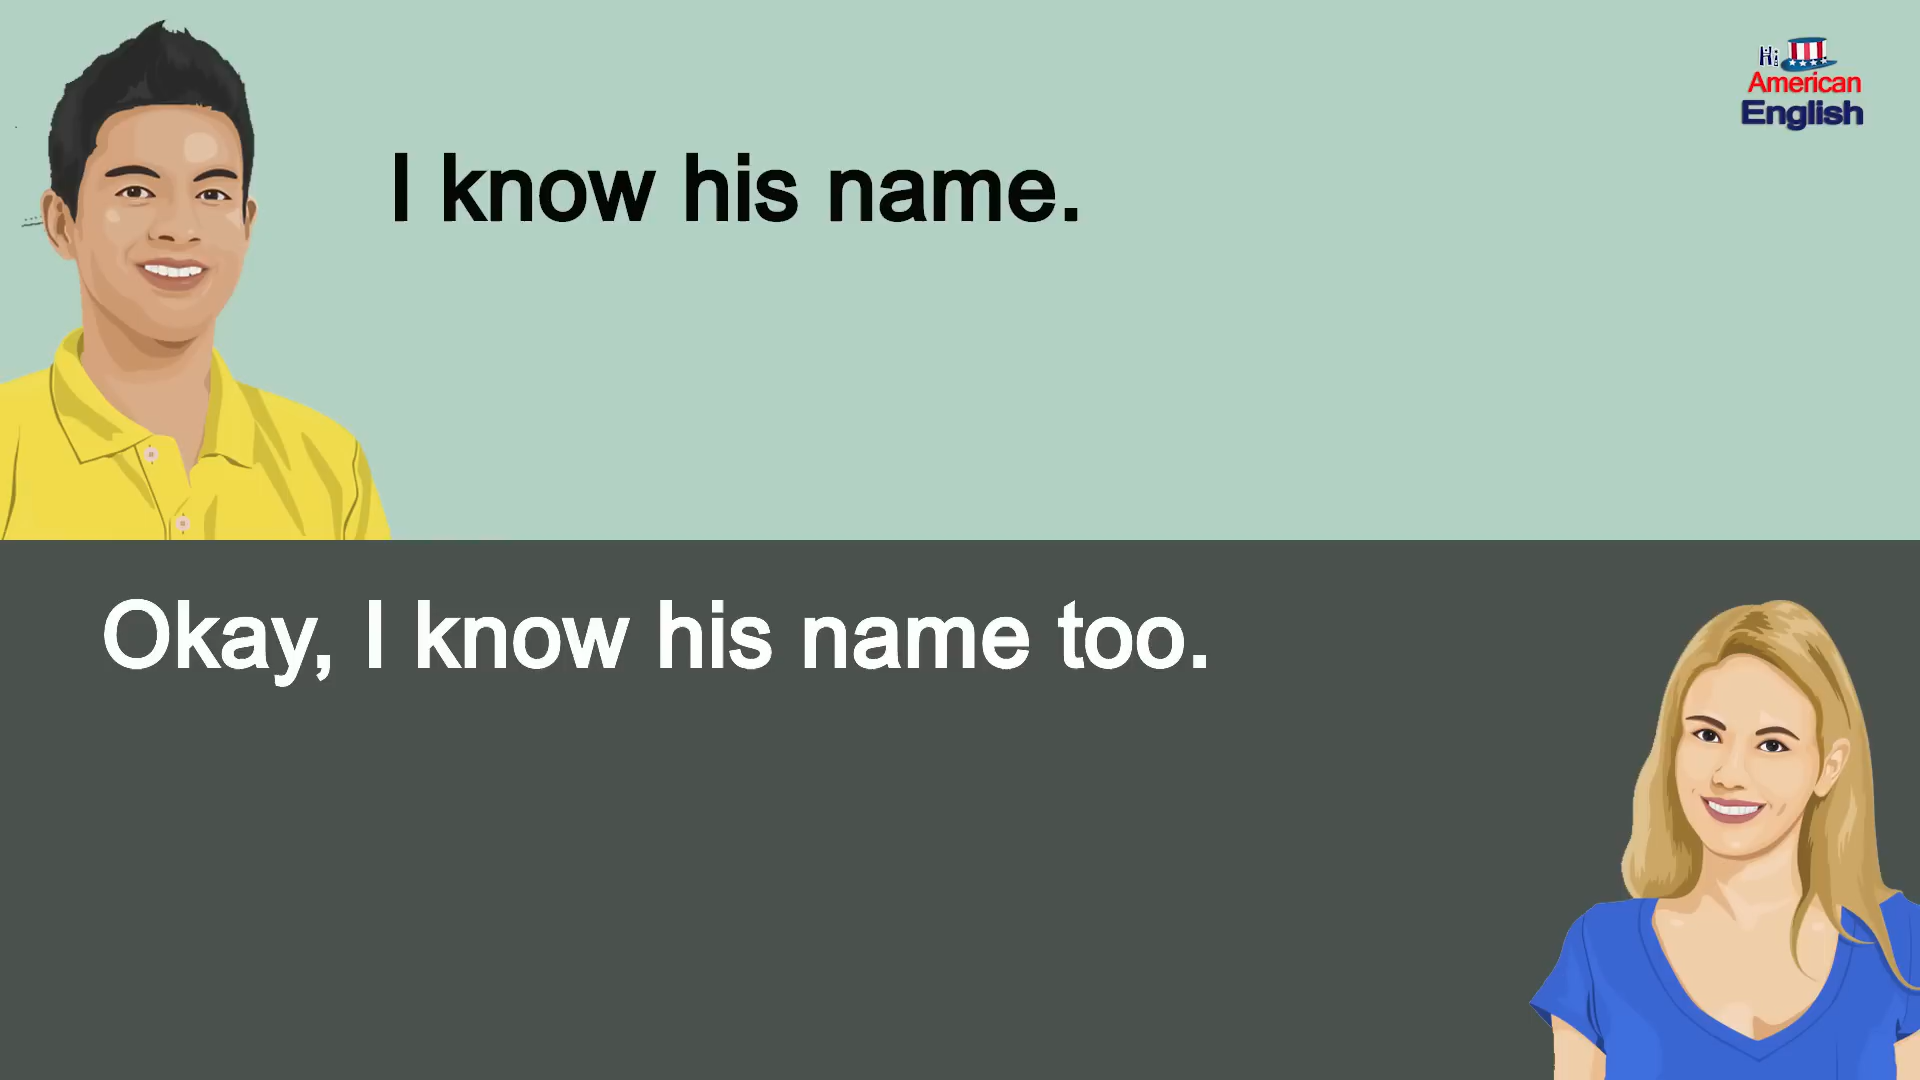 Hi
American
English
I know his name.
Okay, I know his name too.